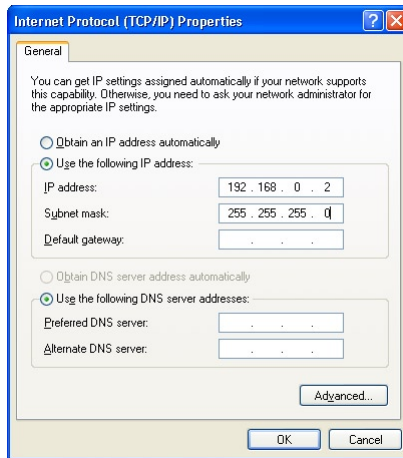 Internet Protocol (TCP/IP) Properties
General
You can get IP settings assigned automatically if your network supports
this capability. Otherwise, you need to ask your network administrator for
the appropriate IP settings.
Obtain an IP address automatically
Use the following IP address:
IP address: 192 . 168 . 0 . 2
Subnet mask: 255 . 255 . 255 . 0
Default gateway: . . .
Obtain DNS server address automatically
Use the following DNS server addresses:
Preferred DNS server: . . .
Alternate DNS server: . . .
Advanced...
OK Cancel